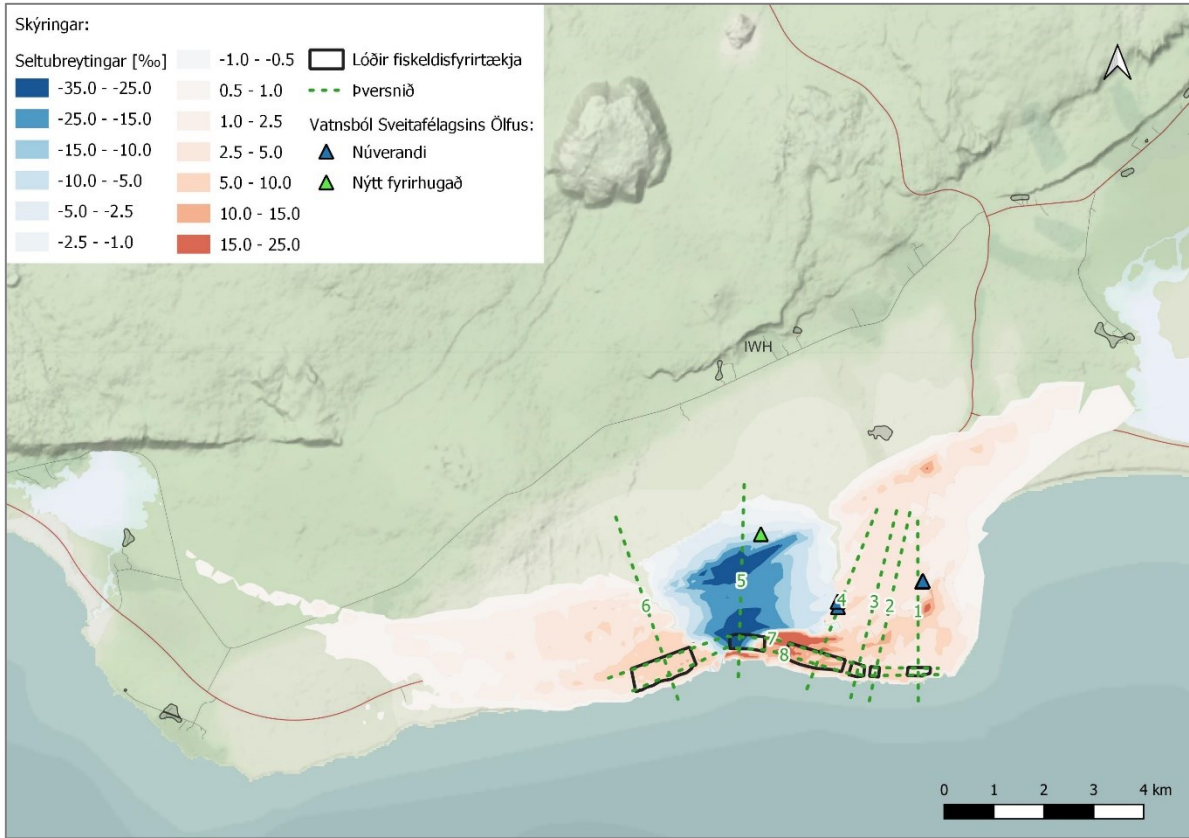 Skýringar:
Seltubreytingar [‰]
-35.0 - -25.0
-25.0 - -15.0
-15.0 - -10.0
-10.0 - -5.0
-5.0 - -2.5
-2.5 - -1.0
-1.0 - -0.5
0.5 - 1.0
1.0 - 2.5
2.5 - 5.0
5.0 - 10.0
10.0 - 15.0
15.0 - 25.0
Lóðir fiskeldisfyrirtækja
Þversnið
Vatnsból Sveitafélagsins Ölfus:
Núverandi
Nýtt fyrirhugað
IWH
5
6
4
3
2
1
7
8
0 1 2 3 4 km